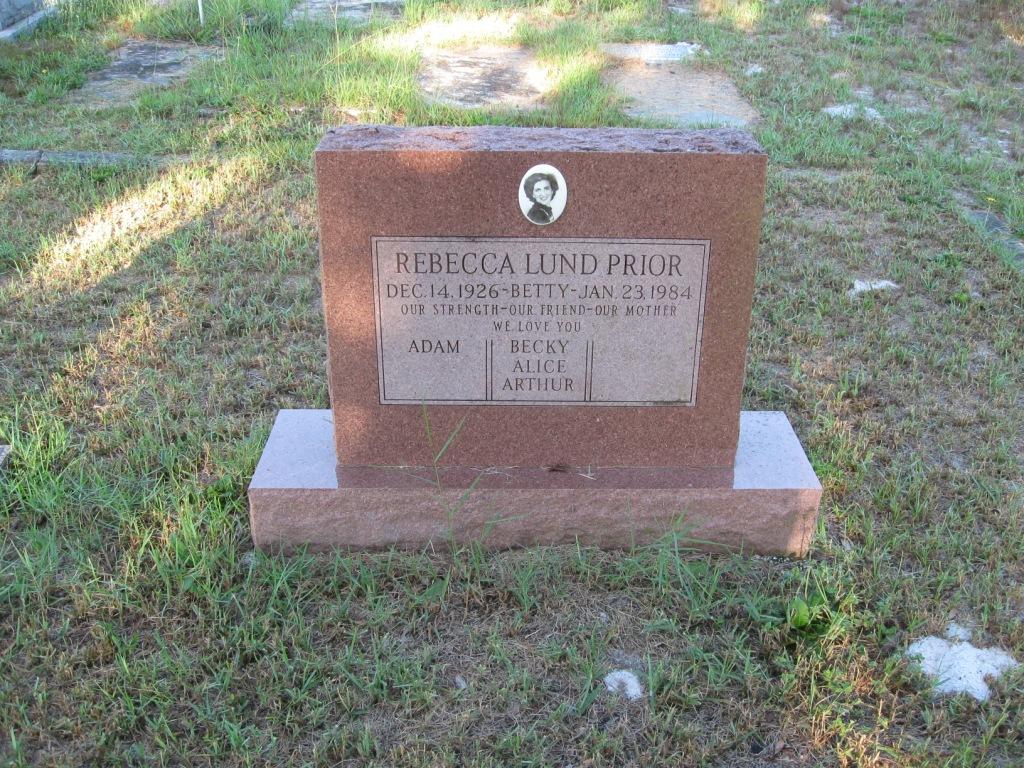 REBECCA LUND PRIOR
DEC. 14, 1926-BETTY-JAN. 23, 1984
OUR STRENGTH-OUR FRIEND-OUR MOTHER
WE LOVE YOU
ADAM BECKY
ALICE
ARTHUR